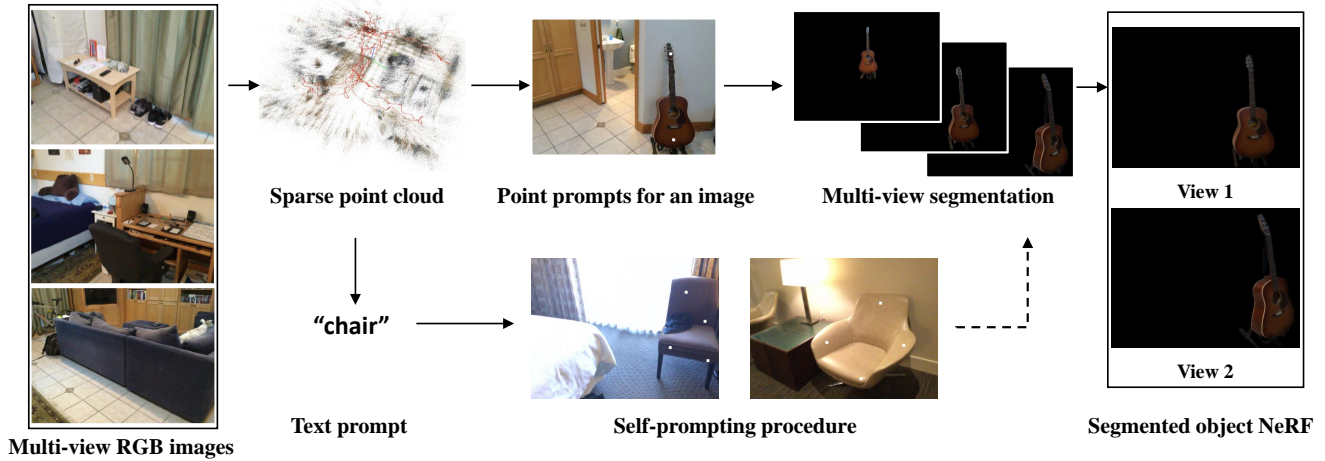 Sparse point cloud
Point prompts for an image
Multi-view segmentation
View 1
“chair”
View 2
Text prompt
Self-prompting procedure
Segmented object NeRF
Multi-view RGB images